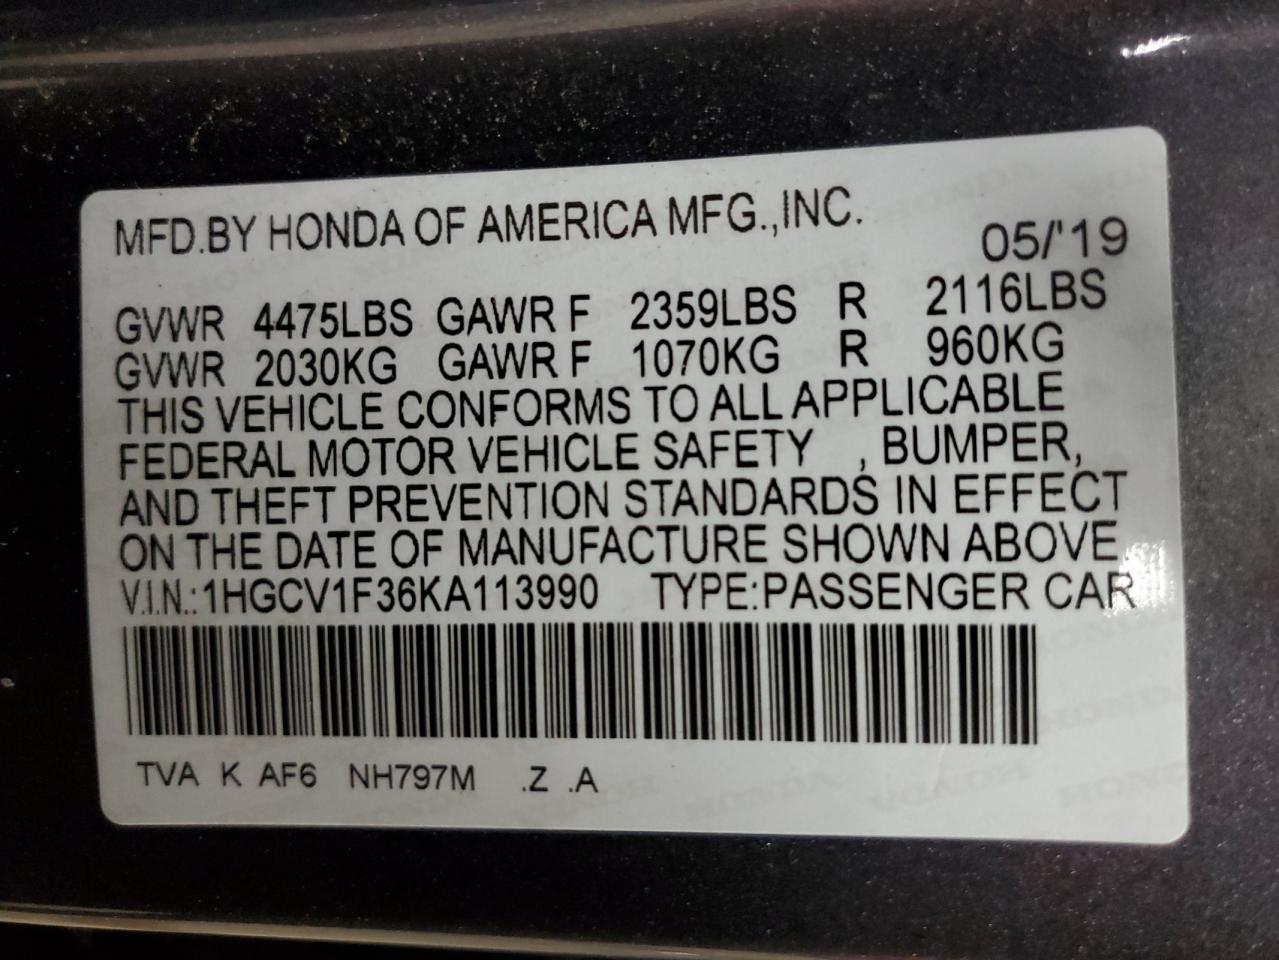 MFD.BY HONDA OF AMERICA MFG.,INC.
05/'19
GVWR 4475LBS GAWR F 2359LBS R 2116LBS
GVWR 2030KG GAWR F 1070KG R 960KG
THIS VEHICLE CONFORMS TO ALL APPLICABLE
FEDERAL MOTOR VEHICLE SAFETY , BUMPER,
AND THEFT PREVENTION STANDARDS IN EFFECT
ON THE DATE OF MANUFACTURE SHOWN ABOVE
V.I.N.:1HGCV1F36KA113990 TYPE:PASSENGER CAR
TVA K AF6 NH797M .Z .A